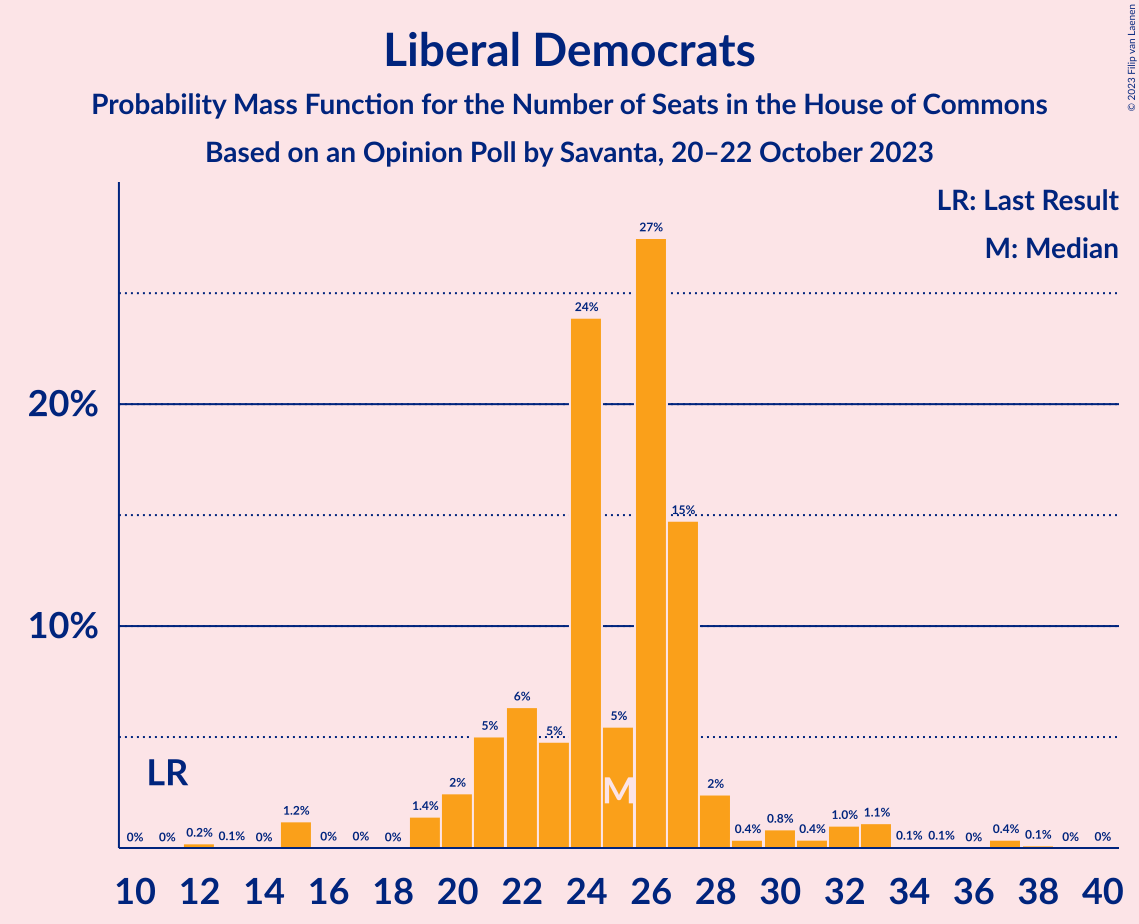 Liberal Democrats
Probability Mass Function for the Number of Seats in the House of Commons
Based on an Opinion Poll by Savanta, 20–22 October 2023
© 2023 Filip van Laenen
LR: Last Result
M: Median
20%
10%
LR
M
0% 0% 0.2% 0.1% 0% 1.2% 0% 0% 0% 1.4% 2% 5% 6% 5% 24% 5% 27% 15% 2% 0.4% 0.8% 0.4% 1.0% 1.1% 0.1% 0.1% 0% 0.4% 0.1% 0% 0%
10 12 14 16 18 20 22 24 26 28 30 32 34 36 38 40